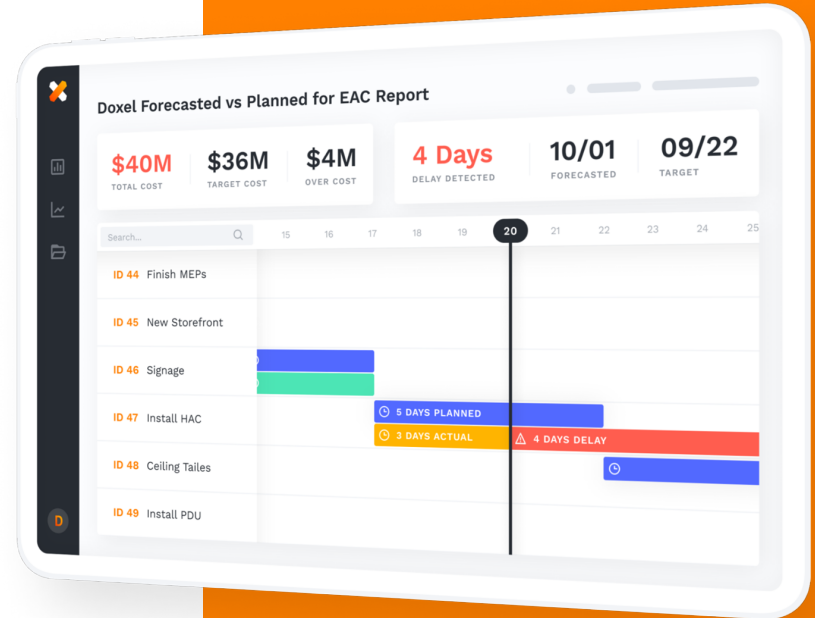 Doxel Forecasted vs Planned for EAC Report
$40M $36M $4M
TOTAL COST TARGET COST OVER COST
4 Days 10/01 09/22
DELAY DETECTED FORECASTED TARGET
Search... 15 16 17 18 19 20 21 22 23 24 25
ID 44 Finish MEPs
ID 45 New Storefront
ID 46 Signage
ID 47 Install HAC
5 DAYS PLANNED
3 DAYS ACTUAL 4 DAYS DELAY
ID 48 Ceiling Tailes
ID 49 Install PDU
D